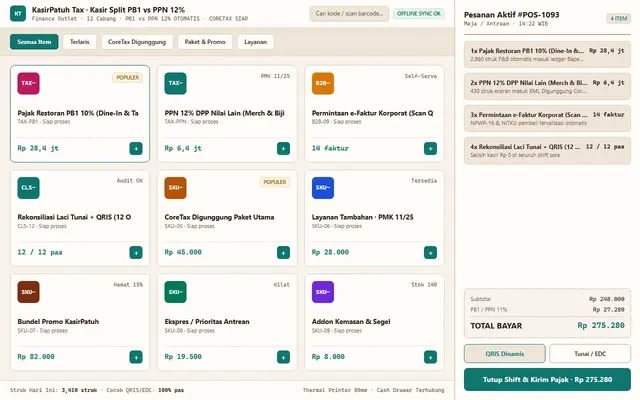 KT
KasirPatuh Tax · Kasir Split PB1 vs PPN 12%
Finance Outlet · 12 Cabang · PB1 vs PPN 12% OTOMATIS · CORETAX SIAP
Cari kode / scan barcode...
OFFLINE SYNC OK
Semua Item
Terlaris
CoreTax Digunggung
Paket & Promo
Layanan
TAX-
POPULER
Pajak Restoran PB1 10% (Dine-In & Ta
TAX-PB1 · Siap proses
Rp 28,4 jt
+
TAX-
PMK 11/25
PPN 12% DPP Nilai Lain (Merch & Biji
TAX-PPN · Siap proses
Rp 6,4 jt
+
B2B-
Self-Serve
Permintaan e-Faktur Korporat (Scan Q
B2B-09 · Siap proses
14 faktur
+
CLS-
Audit OK
Rekonsiliasi Laci Tunai + QRIS (12 O
CLS-12 · Siap proses
12 / 12 pas
+
SKU-
POPULER
CoreTax Digunggung Paket Utama
SKU-05 · Siap proses
Rp 45.000
+
SKU-
Tersedia
Layanan Tambahan · PMK 11/25
SKU-06 · Siap proses
Rp 28.000
+
SKU-
Hemat 15%
Bundel Promo KasirPatuh
SKU-07 · Siap proses
Rp 82.000
+
SKU-
Kilat
Ekspres / Prioritas Antrean
SKU-08 · Siap proses
Rp 19.500
+
SKU-
Stok 140
Addon Kemasan & Segel
SKU-09 · Siap proses
Rp 8.000
+
Struk Hari Ini: 3,410 struk · Cocok QRIS/EDC: 100% pas
Thermal Printer 80mm · Cash Drawer Terhubung
Pesanan Aktif #POS-1093
4 ITEM
Meja / Antrean · 14:22 WIB
1x Pajak Restoran PB1 10% (Dine-In &... Rp 28,4 jt
2.980 struk F&B otomatis masuk ledger Bape...
2x PPN 12% DPP Nilai Lain (Merch & Bi... Rp 6,4 jt
430 struk eceran masuk XML Digunggung Cor...
3x Permintaan e-Faktur Korporat (Scan ... 14 faktur
NPWP-16 & NITKU pembeli tervalidasi otomatis
4x Rekonsiliasi Laci Tunai + QRIS (12 ... 12 / 12 pas
Selisih kasir Rp 0 di seluruh shift sore
Subtotal Rp 248.000
PB1 / PPN 11% Rp 27.280
TOTAL BAYAR Rp 275.280
QRIS Dinamis
Tunai / EDC
Tutup Shift & Kirim Pajak · Rp 275.280